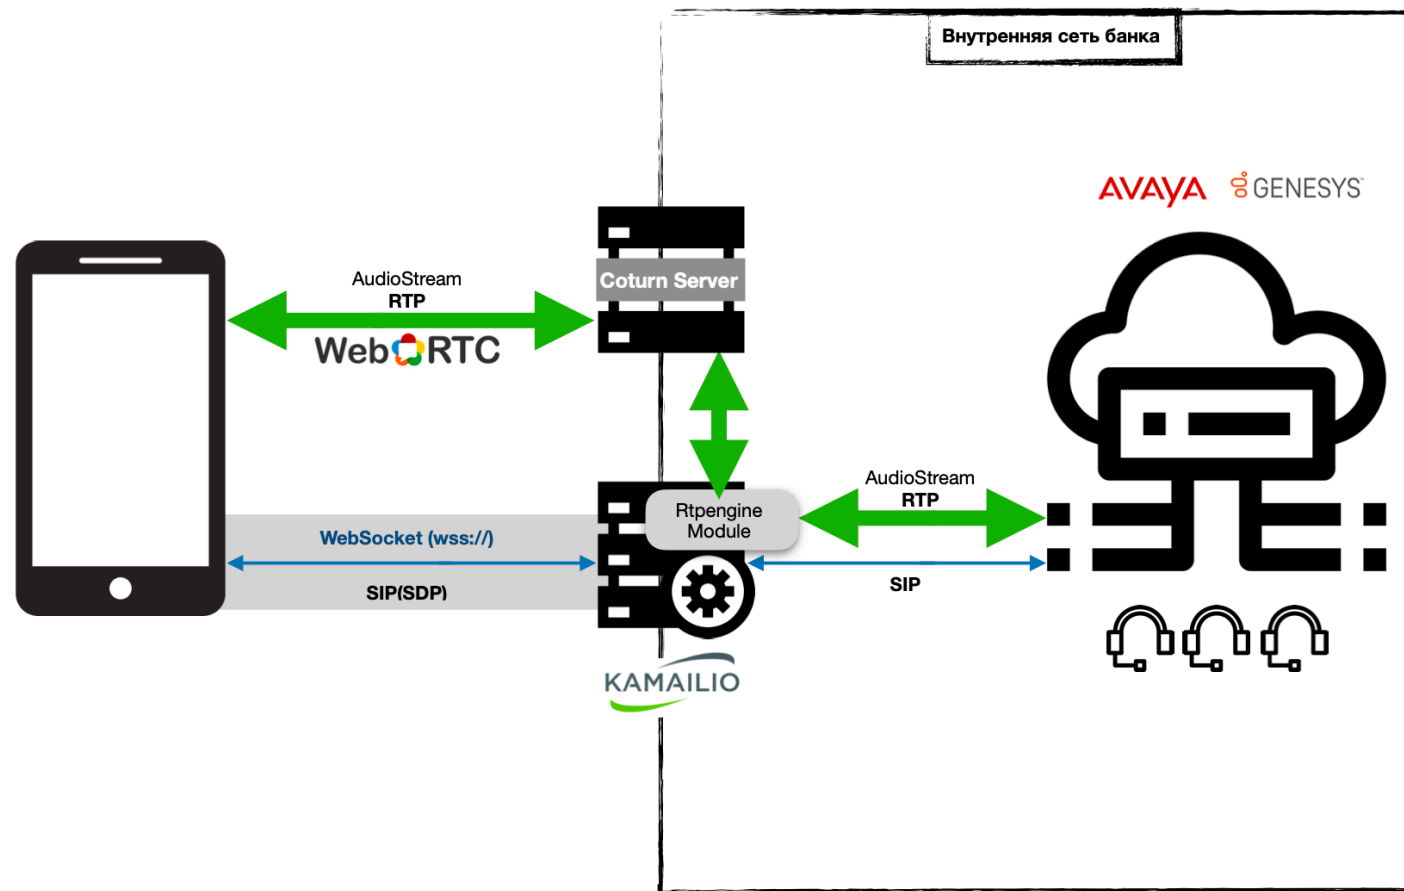 Внутренняя сеть банка
AVAYA
GENESYS
AudioStream
RTP
WebRTC
Coturn Server
AudioStream
RTP
Rtpengine
Module
WebSocket (wss://)
SIP(SDP)
SIP
KAMAILIO